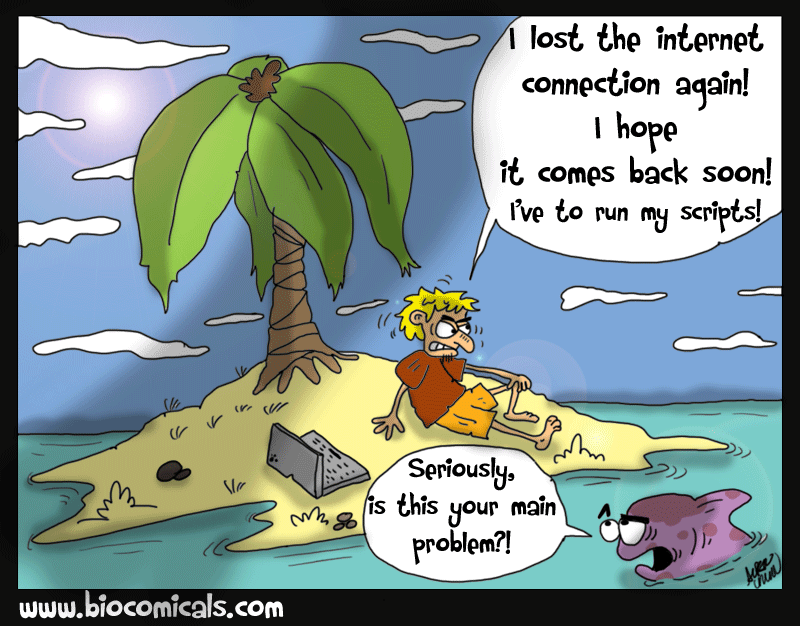 I lost the internet
connection again!
I hope
it comes back soon!
I've to run my scripts!
Seriously,
is this your main
problem?!
www.biocomicals.com